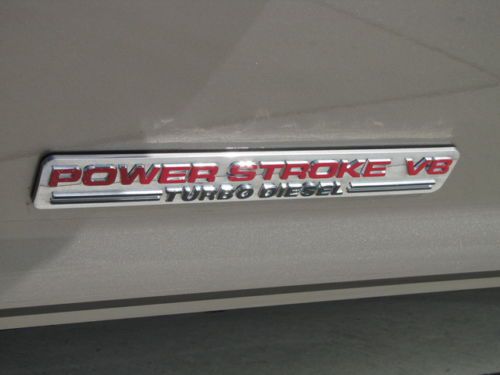 POWER STROKE V8
TURBO DIESEL